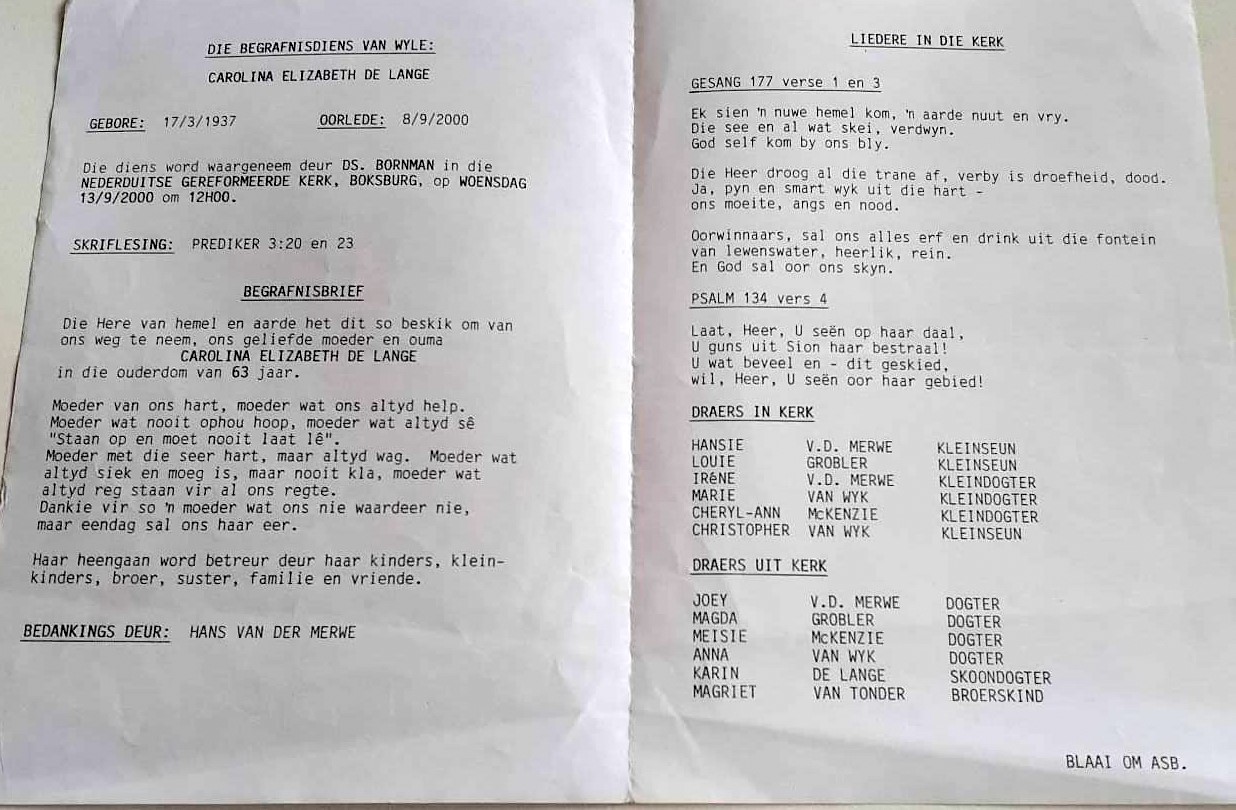 DIE BEGRAFNISDIENS VAN WYLE:
CAROLINA ELIZABETH DE LANGE
GEBORE: 17/3/1937 OORLEDE: 8/9/2000
Die diens word waargeneem deur DS. BORNMAN in die
NEDERDUITSE GEREFORMEERDE KERK, BOKSBURG, op WOENSDAG
13/9/2000 om 12H00.
SKRIFLESING: PREDIKER 3:20 en 23
BEGRAFNISBRIEF
Die Here van hemel en aarde het dit so beskik om van
ons weg te neem, ons geliefde moeder en ouma
CAROLINA ELIZABETH DE LANGE
in die ouderdom van 63 jaar.
Moeder van ons hart, moeder wat ons altyd help.
Moeder wat nooit ophou hoop, moeder wat altyd sê
"Staan op en moet nooit laat lê".
Moeder met die seer hart, maar altyd wag. Moeder wat
altyd siek en moeg is, maar nooit kla, moeder wat
altyd reg staan vir al ons regte.
Dankie vir so 'n moeder wat ons nie waardeer nie,
maar eendag sal ons haar eer.
Haar heengaan word betreur deur haar kinders, klein-
kinders, broer, suster, familie en vriende.
BEDANKINGS DEUR: HANS VAN DER MERWE
LIEDERE IN DIE KERK
GESANG 177 verse 1 en 3
Ek sien 'n nuwe hemel kom, 'n aarde nuut en vry.
Die see en al wat skei, verdwyn.
God self kom by ons bly.
Die Heer droog al die trane af, verby is droefheid, dood.
Ja, pyn en smart wyk uit die hart -
ons moeite, angs en nood.
Oorwinnaars, sal ons alles erf en drink uit die fontein
van lewenswater, heerlik, rein.
En God sal oor ons skyn.
PSALM 134 vers 4
Laat, Heer, U seën op haar daal,
U guns uit Sion haar bestraal!
U wat beveel en - dit geskied,
wil, Heer, U seën oor haar gebied!
DRAERS IN KERK
HANSIE V.D. MERWE KLEINSEUN
LOUIE GROBLER KLEINSEUN
IRéNE V.D. MERWE KLEINDOGTER
MARIE VAN WYK KLEINDOGTER
CHERYL-ANN McKENZIE KLEINDOGTER
CHRISTOPHER VAN WYK KLEINSEUN
DRAERS UIT KERK
JOEY V.D. MERWE DOGTER
MAGDA GROBLER DOGTER
MEISIE McKENZIE DOGTER
ANNA VAN WYK DOGTER
KARIN DE LANGE SKOONDOGTER
MAGRIET VAN TONDER BROERSKIND
BLAAI OM ASB.